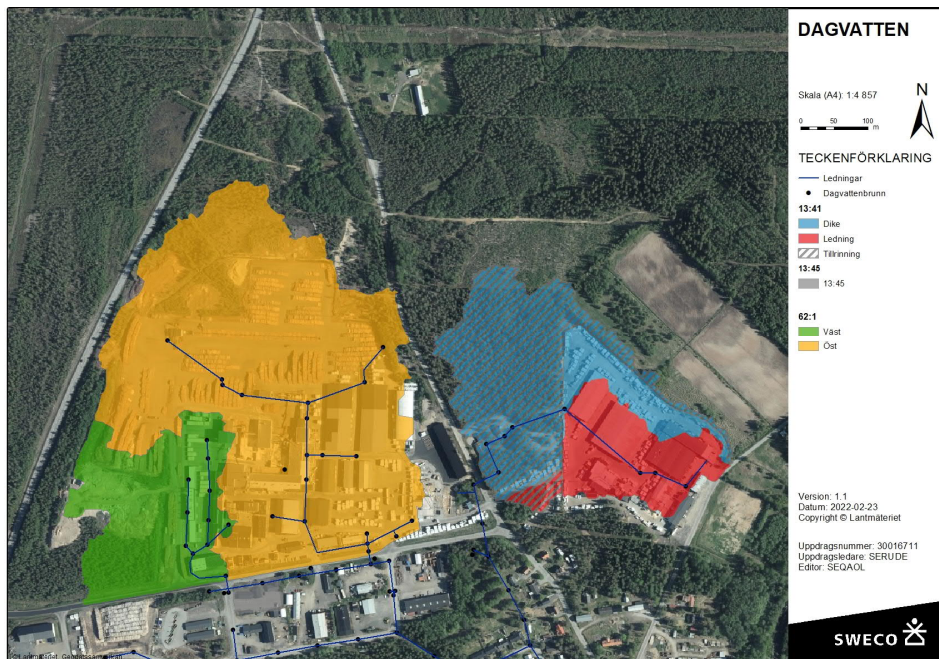 DAGVATTEN
Skala (A4): 1:4 857
N
0 50 100
m
TECKENFÖRKLARING
Ledningar
Dagvattenbrunn
13:41
Dike
Ledning
Tillrinning
13:45
13:45
62:1
Väst
Öst
Version: 1.1
Datum: 2022-02-23
Copyright © Lantmäteriet
Uppdragsnummer: 30016711
Uppdragsledare: SERUDE
Editor: SEQAOL
SWECO